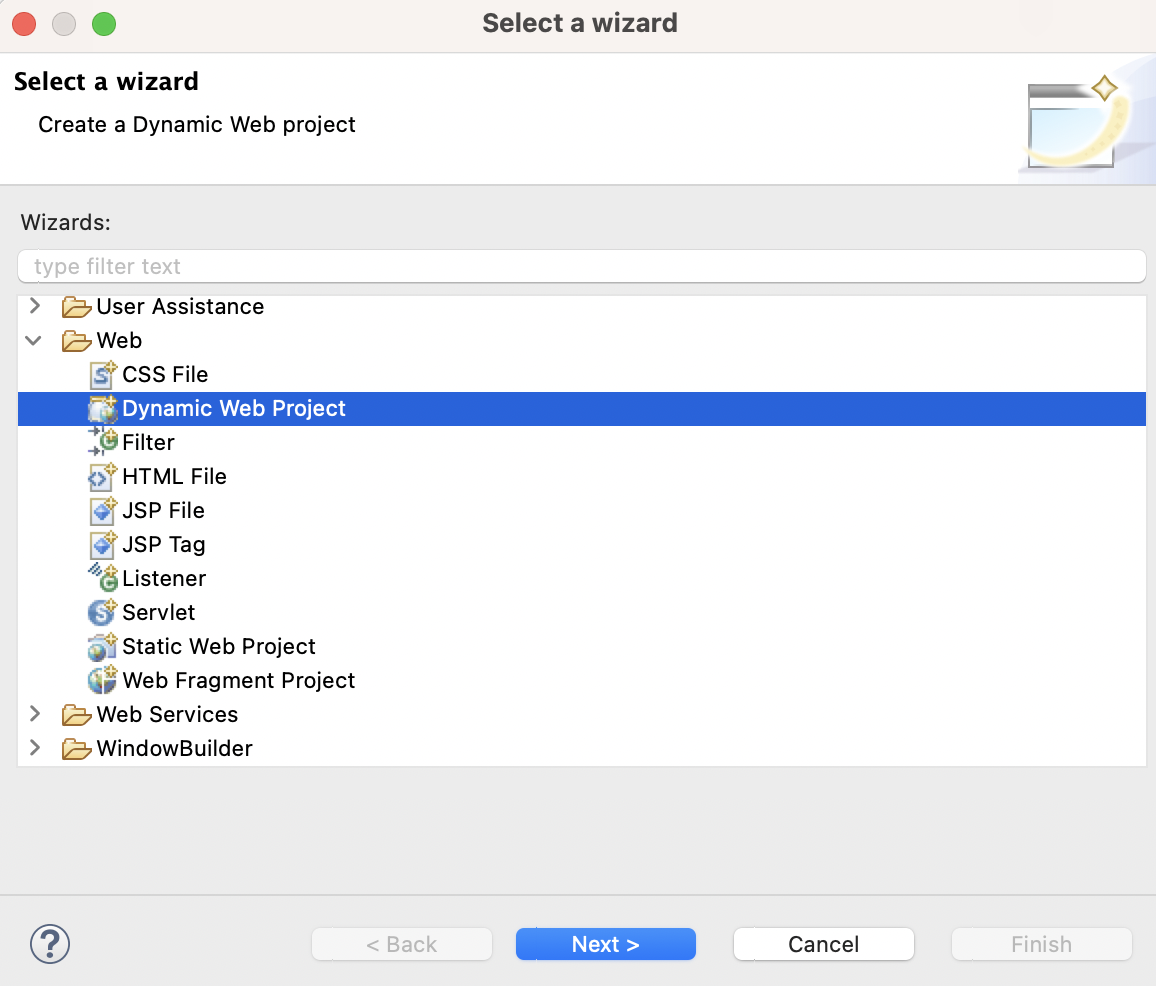 Select a wizard
Select a wizard
Create a Dynamic Web project
Wizards:
type filter text
User Assistance
Web
CSS File
Dynamic Web Project
Filter
HTML File
JSP File
JSP Tag
Listener
Servlet
Static Web Project
Web Fragment Project
Web Services
WindowBuilder
? < Back Next > Cancel Finish